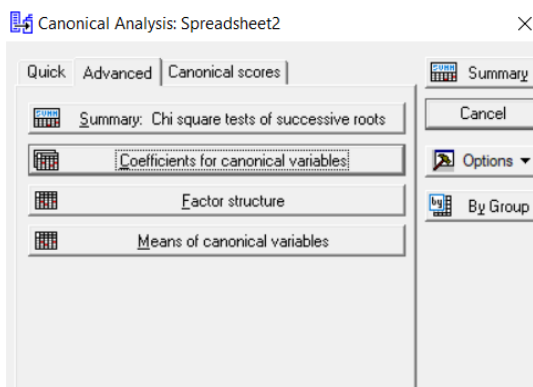 Canonical Analysis: Spreadsheet2
Quick Advanced Canonical scores
Summary: Chi square tests of successive roots
Coefficients for canonical variables
Factor structure
Means of canonical variables
Summary
Cancel
Options
By Group